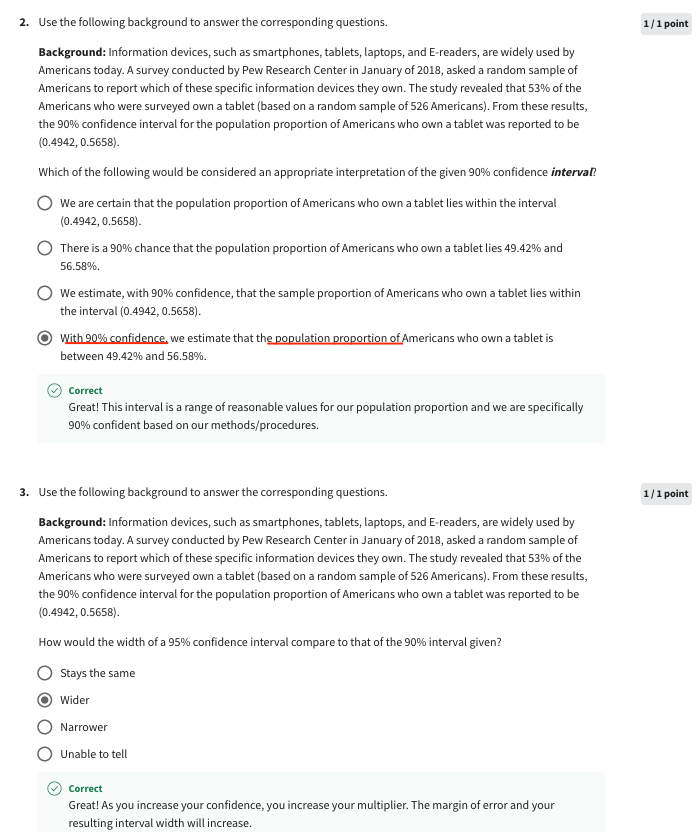 2. Use the following background to answer the corresponding questions.
1 / 1 point
Background: Information devices, such as smartphones, tablets, laptops, and E-readers, are widely used by
Americans today. A survey conducted by Pew Research Center in January of 2018, asked a random sample of
Americans to report which of these specific information devices they own. The study revealed that 53% of the
Americans who were surveyed own a tablet (based on a random sample of 526 Americans). From these results,
the 90% confidence interval for the population proportion of Americans who own a tablet was reported to be
(0.4942, 0.5658).
Which of the following would be considered an appropriate interpretation of the given 90% confidence interval?
We are certain that the population proportion of Americans who own a tablet lies within the interval
(0.4942, 0.5658).
There is a 90% chance that the population proportion of Americans who own a tablet lies 49.42% and
56.58%.
We estimate, with 90% confidence, that the sample proportion of Americans who own a tablet lies within
the interval (0.4942, 0.5658).
With 90% confidence, we estimate that the population proportion of Americans who own a tablet is
between 49.42% and 56.58%.
Correct
Great! This interval is a range of reasonable values for our population proportion and we are specifically
90% confident based on our methods/procedures.
3. Use the following background to answer the corresponding questions.
1 / 1 point
Background: Information devices, such as smartphones, tablets, laptops, and E-readers, are widely used by
Americans today. A survey conducted by Pew Research Center in January of 2018, asked a random sample of
Americans to report which of these specific information devices they own. The study revealed that 53% of the
Americans who were surveyed own a tablet (based on a random sample of 526 Americans). From these results,
the 90% confidence interval for the population proportion of Americans who own a tablet was reported to be
(0.4942, 0.5658).
How would the width of a 95% confidence interval compare to that of the 90% interval given?
Stays the same
Wider
Narrower
Unable to tell
Correct
Great! As you increase your confidence, you increase your multiplier. The margin of error and your
resulting interval width will increase.